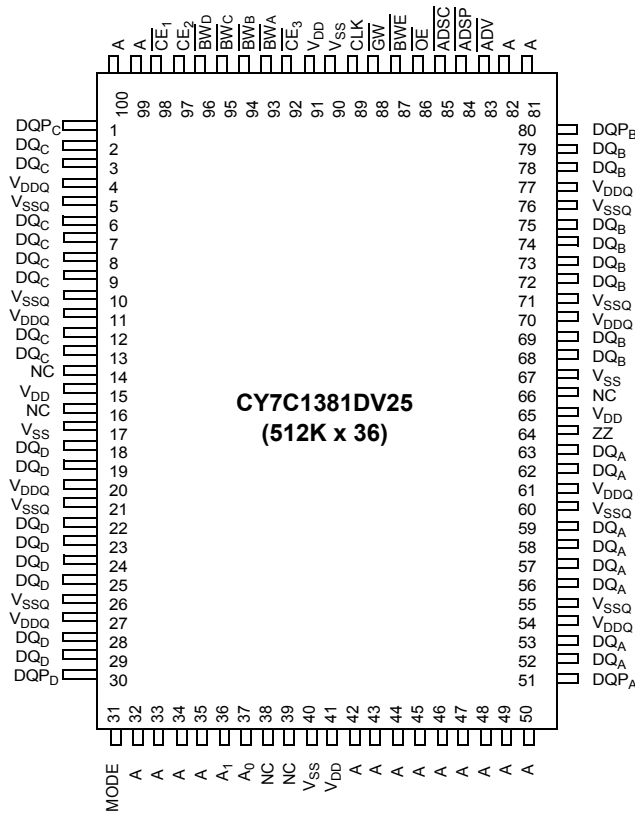 A A CE1 CE2 BWD BWC BWB BWA CE3 VDD VSS CLK GW BWE OE ADSC ADSP ADV A A
100 99 98 97 96 95 94 93 92 91 90 89 88 87 86 85 84 83 82 81
DQPC 1 80 DQPB
DQC 2 79 DQB
DQC 3 78 DQB
VDDQ 4 77 VDDQ
VSSQ 5 76 VSSQ
DQC 6 75 DQB
DQC 7 74 DQB
DQC 8 73 DQB
DQC 9 72 DQB
VSSQ 10 71 VSSQ
VDDQ 11 70 VDDQ
DQC 12 69 DQB
DQC 13 68 DQB
NC 14 67 VSS
VDD 15 66 NC
NC 16 65 VDD
VSS 17 64 ZZ
DQD 18 63 DQA
DQD 19 62 DQA
VDDQ 20 61 VDDQ
VSSQ 21 60 VSSQ
DQD 22 59 DQA
DQD 23 58 DQA
DQD 24 57 DQA
DQD 25 56 DQA
VSSQ 26 55 VSSQ
VDDQ 27 54 VDDQ
DQD 28 53 DQA
DQD 29 52 DQA
DQPD 30 51 DQPA
CY7C1381DV25
(512K x 36)
31 32 33 34 35 36 37 38 39 40 41 42 43 44 45 46 47 48 49 50
MODE A A A A A1 A0 NC NC VSS VDD A A A A A A A A A